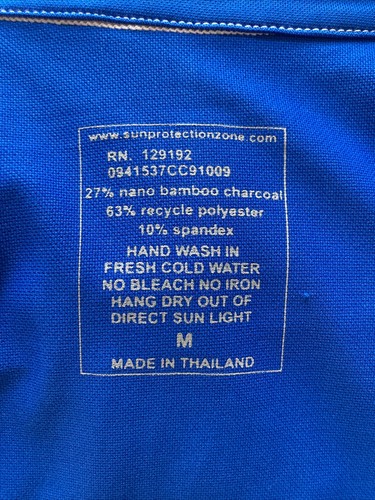 www.sunprotectionzone.com
RN. 129192
0941537CC91009
27% nano bamboo charcoal
63% recycle polyester
10% spandex
HAND WASH IN
FRESH COLD WATER
NO BLEACH NO IRON
HANG DRY OUT OF
DIRECT SUN LIGHT
M
MADE IN THAILAND